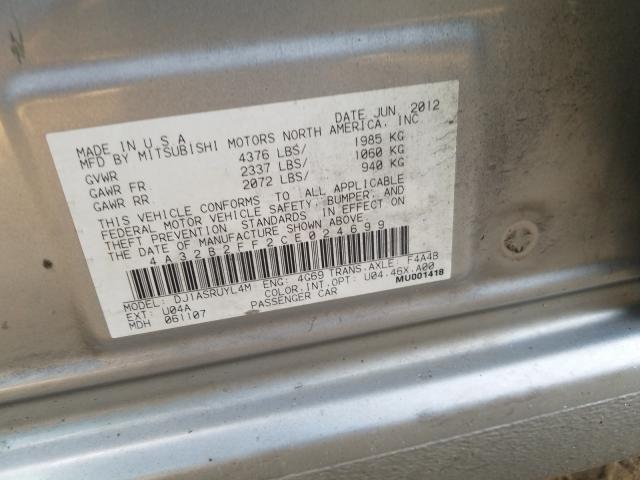 MADE IN U S A DATE JUN 2012
MFD BY MITSUBISHI MOTORS NORTH AMERICA, INC
GVWR 4376 LBS/ 1985 KG
GAWR FR 2337 LBS/ 1060 KG
GAWR RR 2072 LBS/ 940 KG
THIS VEHICLE CONFORMS TO ALL APPLICABLE
FEDERAL MOTOR VEHICLE SAFETY, BUMPER, AND
THEFT PREVENTION STANDARDS IN EFFECT ON
THE DATE OF MANUFACTURE SHOWN ABOVE.
4A32B2FF2CE024699
MODEL: DJ1ASRUYL4M ENG: 4G69 TRANS.AXLE: F4A4B
EXT: U04A COLOR.INT.OPT: U04.46X.A00
MDH 061107 PASSENGER CAR MU001418